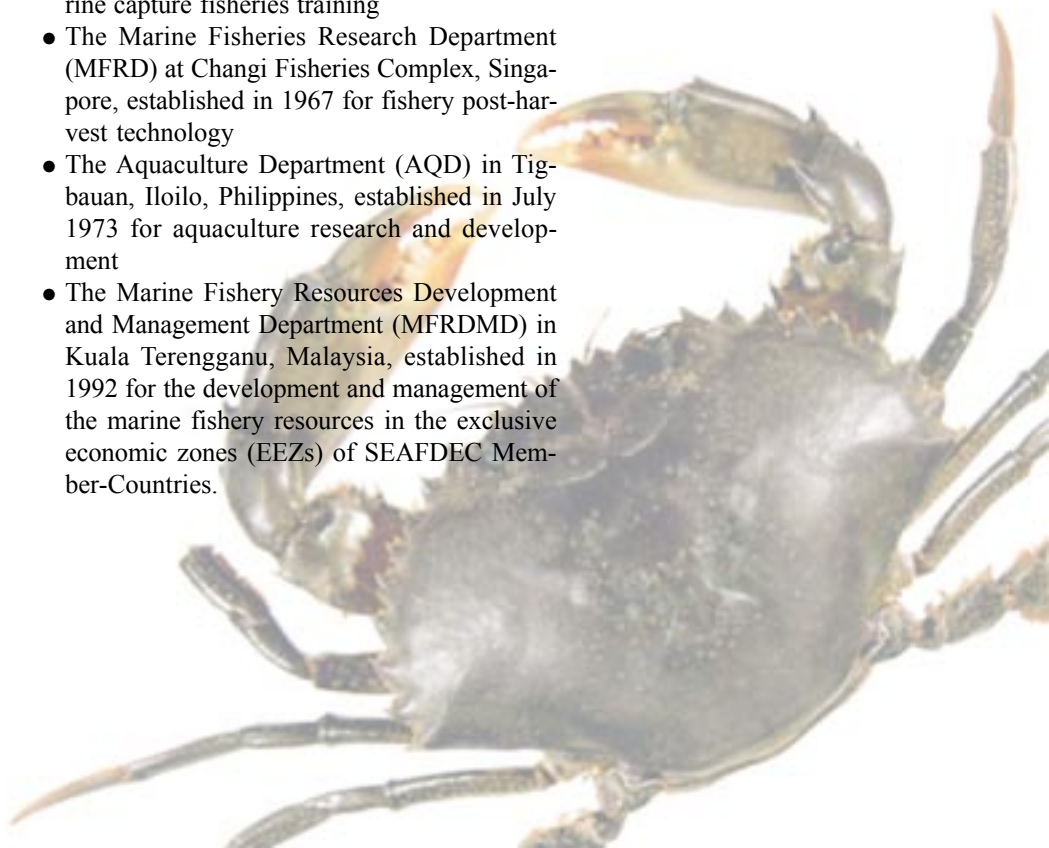 rine capture fisheries training
● The Marine Fisheries Research Department
(MFRD) at Changi Fisheries Complex, Singa-
pore, established in 1967 for fishery post-har-
vest technology
● The Aquaculture Department (AQD) in Tig-
bauan, Iloilo, Philippines, established in July
1973 for aquaculture research and develop-
ment
● The Marine Fishery Resources Development
and Management Department (MFRDMD) in
Kuala Terengganu, Malaysia, established in
1992 for the development and management of
the marine fishery resources in the exclusive
economic zones (EEZs) of SEAFDEC Mem-
ber-Countries.